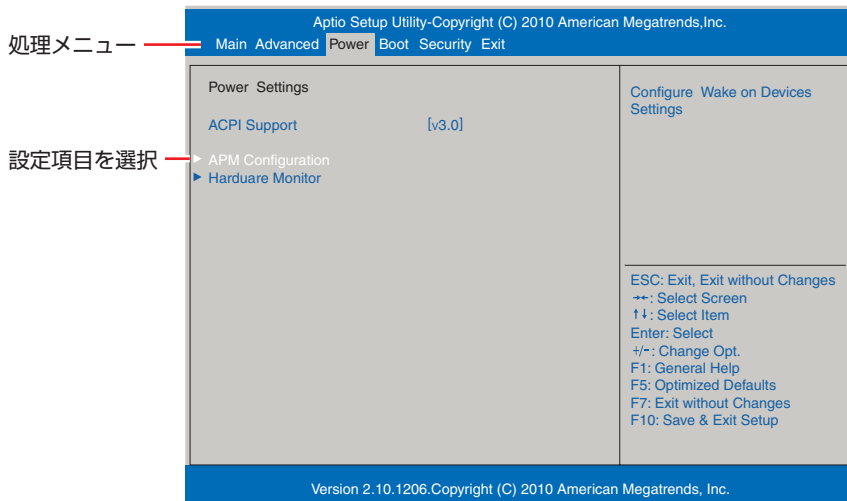 Aptio Setup Utility-Copyright (C) 2010 American Megatrends,Inc.
処理メニュー
Main Advanced Power Boot Security Exit
Power Settings
ACPI Support [v3.0]
設定項目を選択
▶ APM Configuration
▶ Harduare Monitor
Configure Wake on Devices
Settings
ESC: Exit, Exit without Changes
→←: Select Screen
↑↓: Select Item
Enter: Select
+/-: Change Opt.
F1: General Help
F5: Optimized Defaults
F7: Exit without Changes
F10: Save & Exit Setup
Version 2.10.1206.Copyright (C) 2010 American Megatrends, Inc.